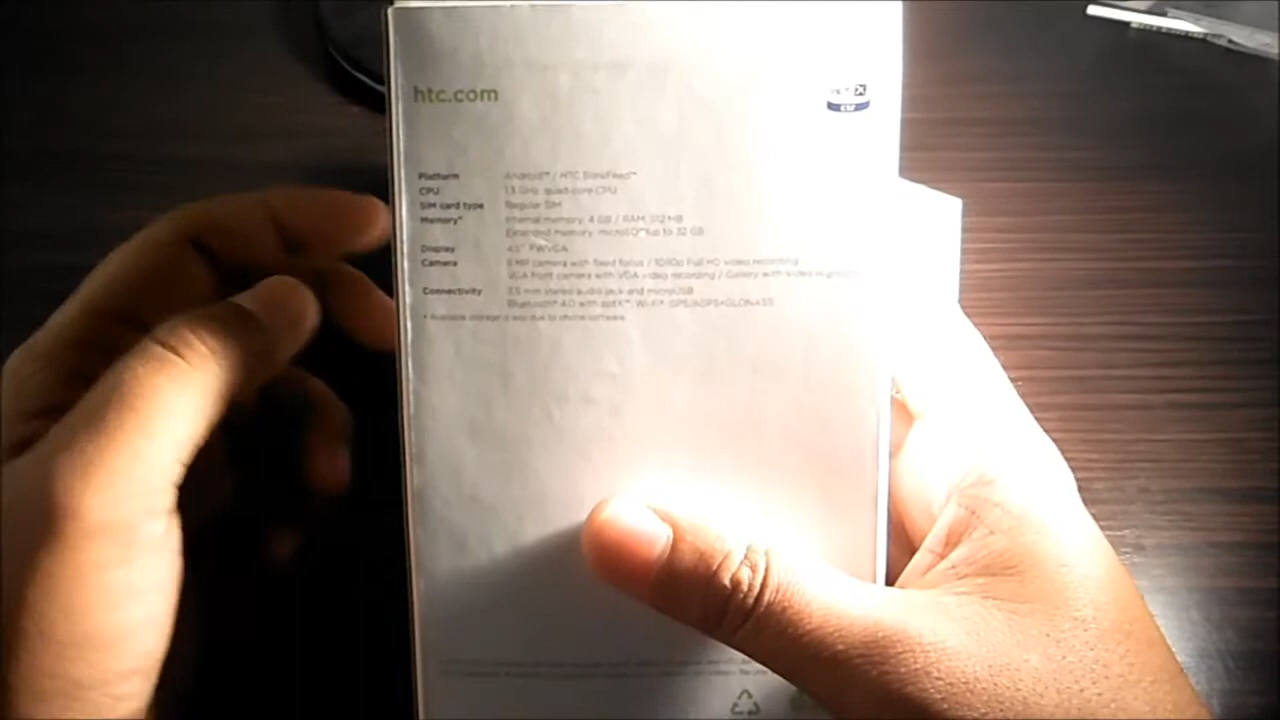 htc.com
aptX
CSR
Platform Android™ / HTC BlinkFeed™
CPU 1.3 GHz, quad-core CPU
SIM card type Regular SIM
Memory* Internal memory: 4 GB / RAM: 512 MB
Extended memory: microSD™ up to 32 GB
Display 4.5" FWVGA
Camera 5 MP camera with fixed focus / 1080p Full HD video recording
VGA front camera with VGA video recording / Gallery with Video Highlights
Connectivity 3.5 mm stereo audio jack and microUSB
Bluetooth® 4.0 with aptX™, Wi-Fi®, GPS/AGPS+GLONASS
* Available storage is less due to phone software.